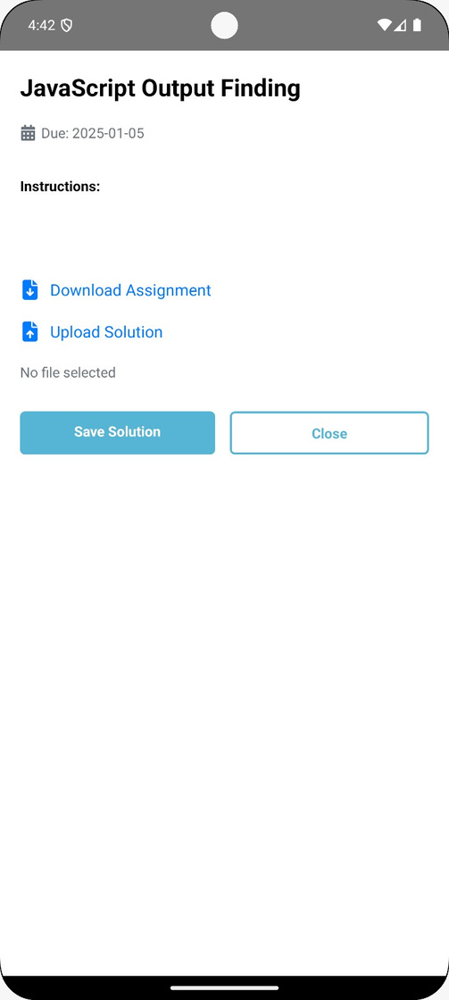 4:42
JavaScript Output Finding
Due: 2025-01-05
Instructions:
Download Assignment
Upload Solution
No file selected
Save Solution
Close